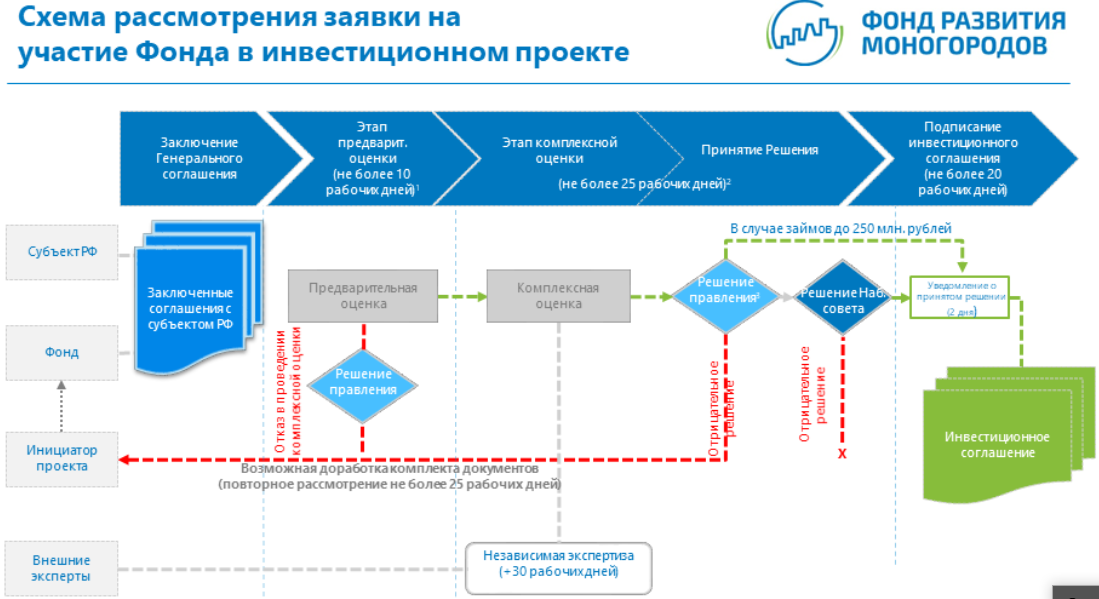 Схема рассмотрения заявки на
участие Фонда в инвестиционном проекте
ФОНД РАЗВИТИЯ
МОНОГОРОДОВ
Заключение
Генерального
соглашения
Этап
предварит.
оценки
(не более 10
рабочих дней)¹
Этап комплексной
оценки
Принятие Решения
(не более 25 рабочих дней)²
Подписание
инвестиционного
соглашения
(не более 20
рабочих дней)
В случае займов до 250 млн. рублей
Субъект РФ
Заключенные
соглашения с
субъектом РФ
Предварительная
оценка
Комплексная
оценка
Решение
правления³
Решение Наб.
совета
Уведомление о
принятом решении
(2 дня)
Фонд
Решение
правления
Отказ в проведении
комплексной оценки
Отрицательное
решение
Отрицательное
решение
X
Инвестиционное
соглашение
Инициатор
проекта
Возможная доработка комплекта документов
(повторное рассмотрение не более 25 рабочих дней)
Внешние
эксперты
Независимая экспертиза
(+30 рабочих дней)